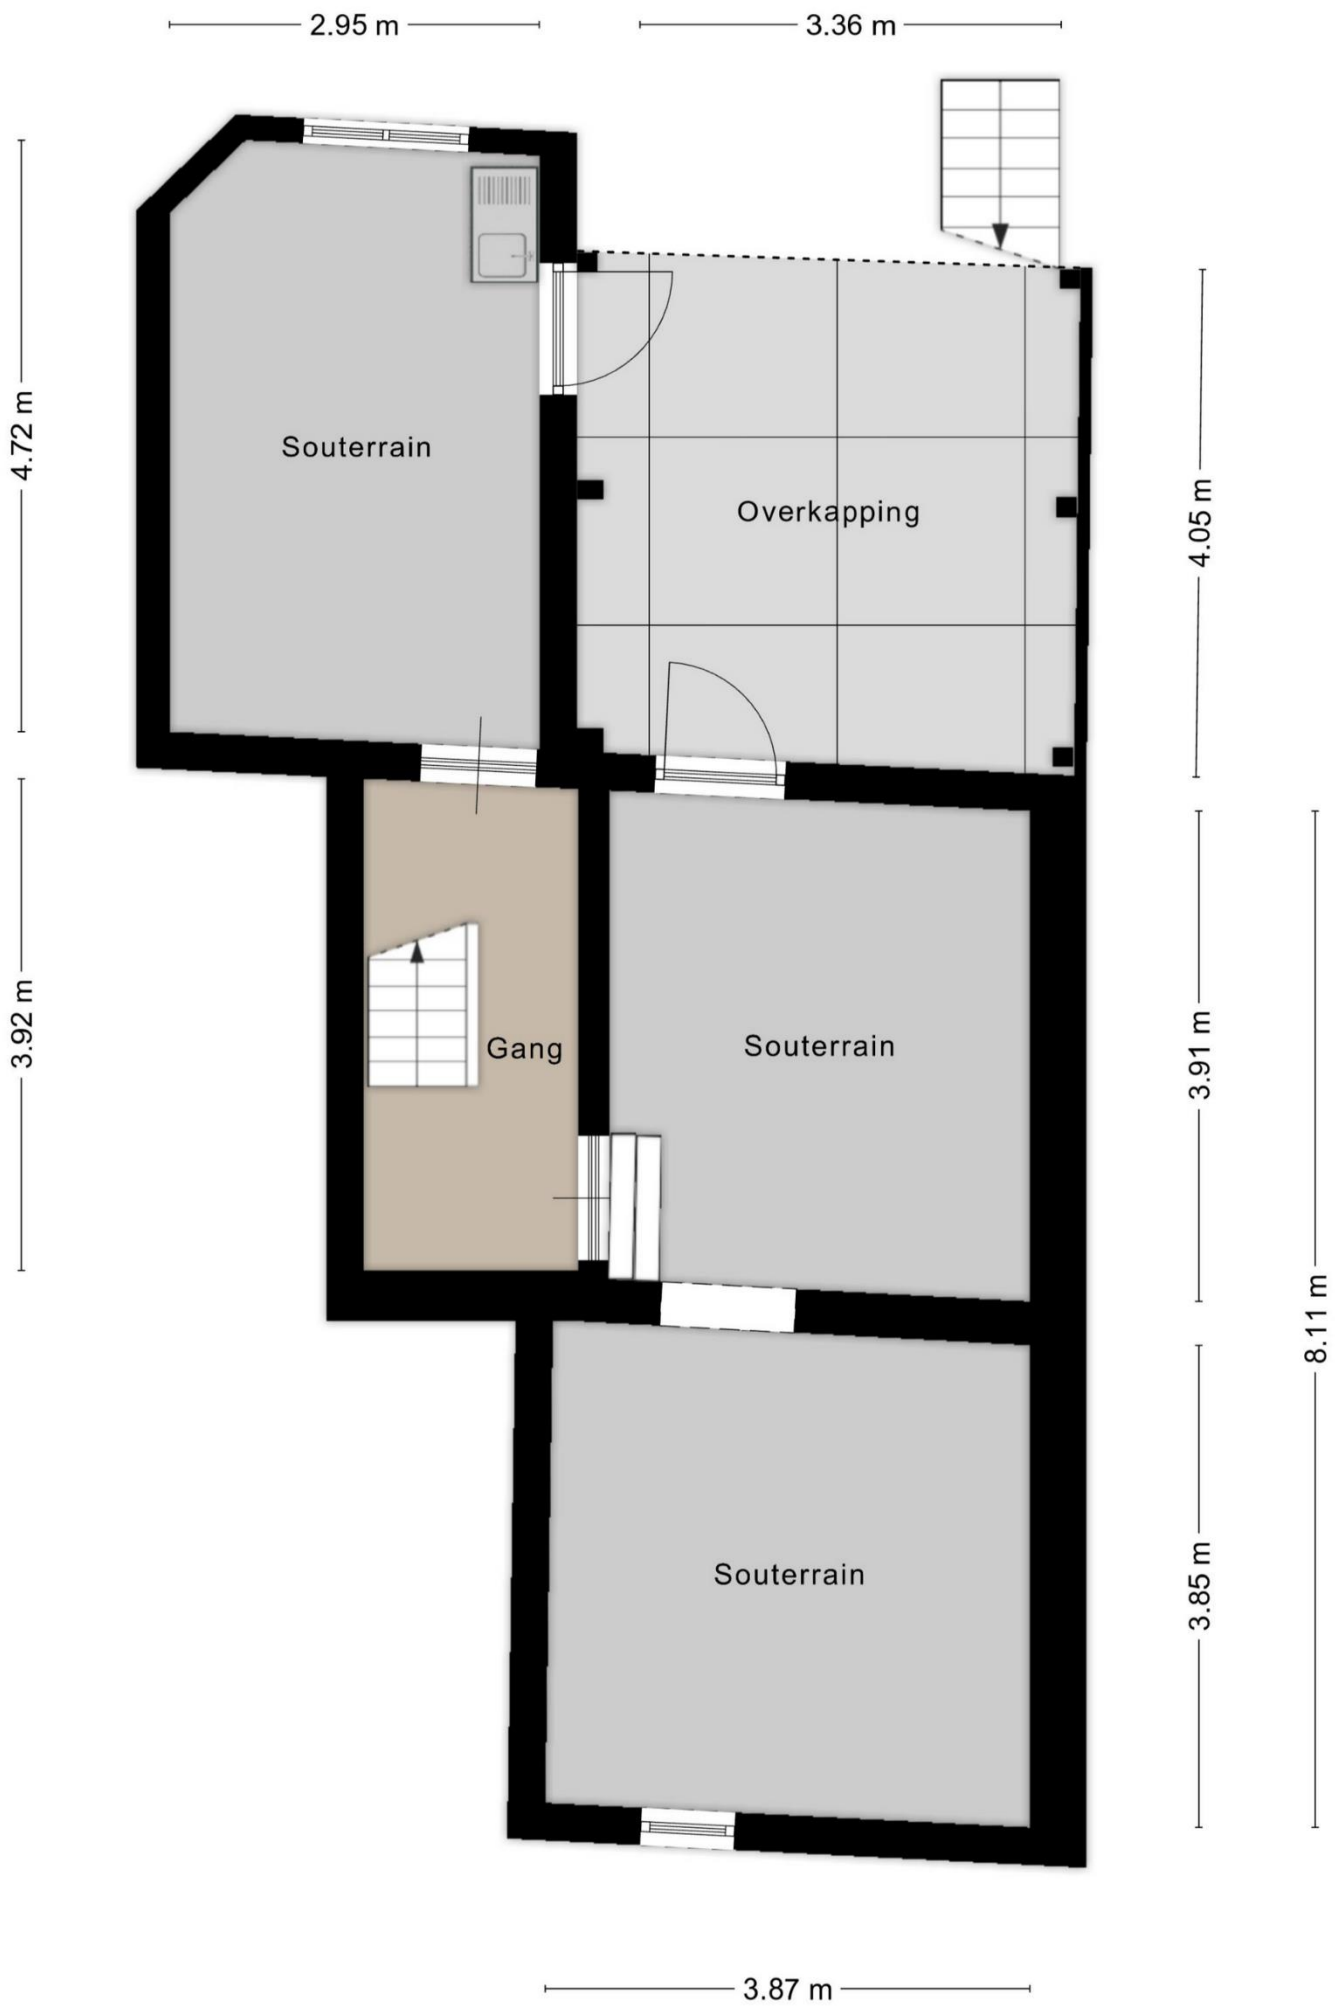 2.95 m
3.36 m
4.72 m
Souterrain
Overkapping
4.05 m
3.92 m
Gang
Souterrain
3.91 m
8.11 m
Souterrain
3.85 m
3.87 m